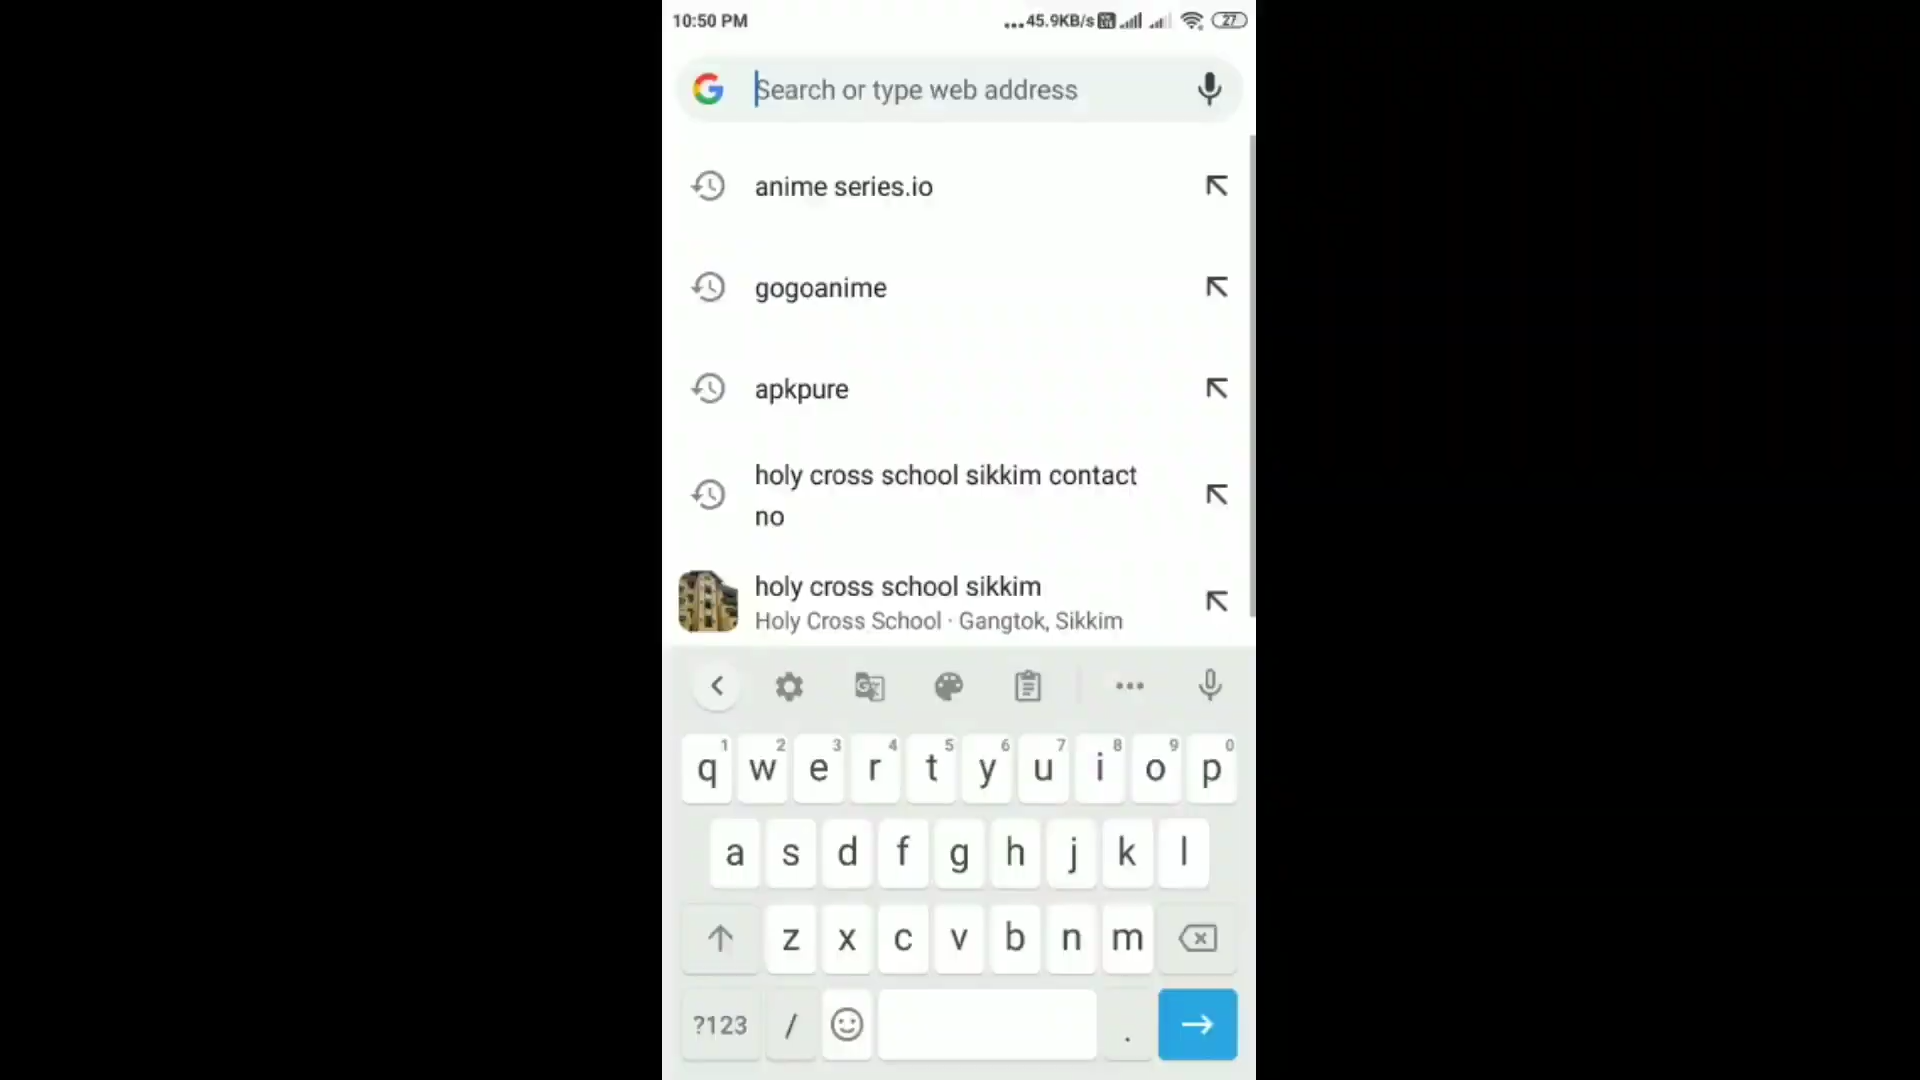 10:50 PM ...45.9KB/s 27
Search or type web address
anime series.io
gogoanime
apkpure
holy cross school sikkim contact
no
holy cross school sikkim
Holy Cross School · Gangtok, Sikkim
1 2 3 4 5 6 7 8 9 0
q w e r t y u i o p
a s d f g h j k l
z x c v b n m
?123 / .